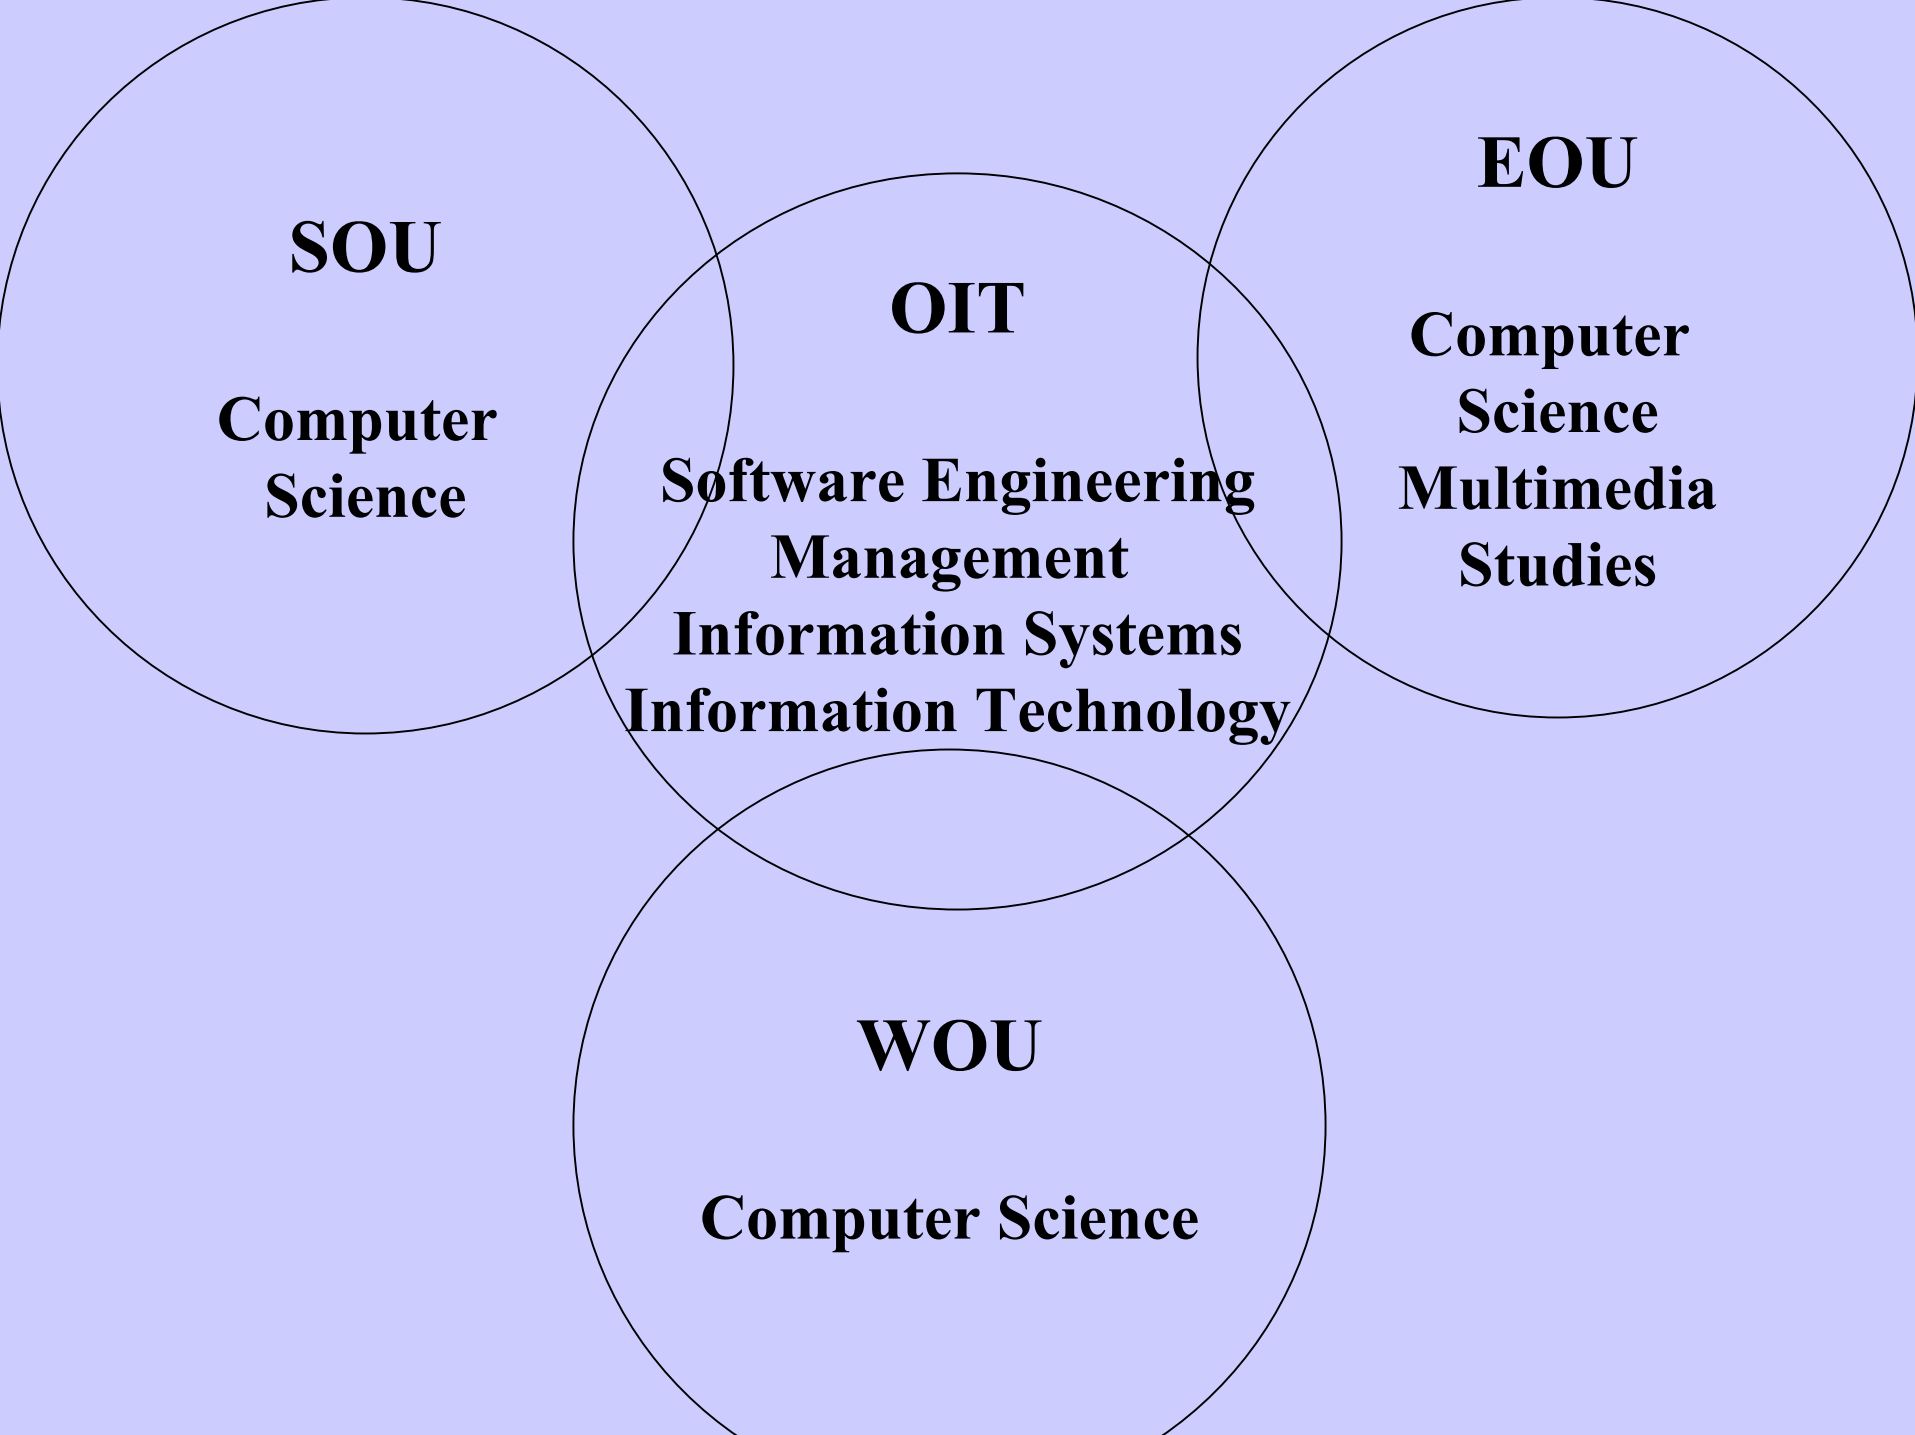 SOU
Computer
Science
OIT
Software Engineering
Management
Information Systems
Information Technology
EOU
Computer
Science
Multimedia
Studies
WOU
Computer Science